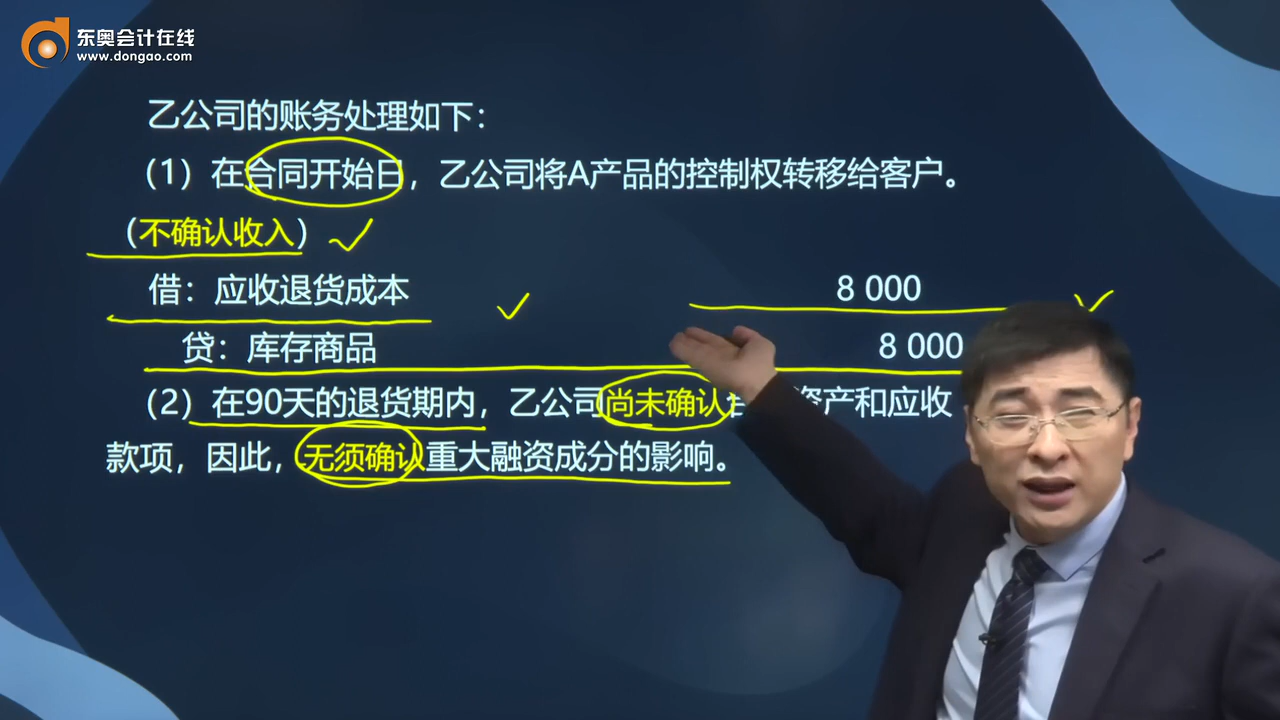 东奥会计在线
www.dongao.com
乙公司的账务处理如下：
（1）在合同开始日，乙公司将A产品的控制权转移给客户。
（不确认收入）
借：应收退货成本 8 000
贷：库存商品 8 000
（2）在90天的退货期内，乙公司尚未确认 资产和应收
款项，因此，无须确认重大融资成分的影响。